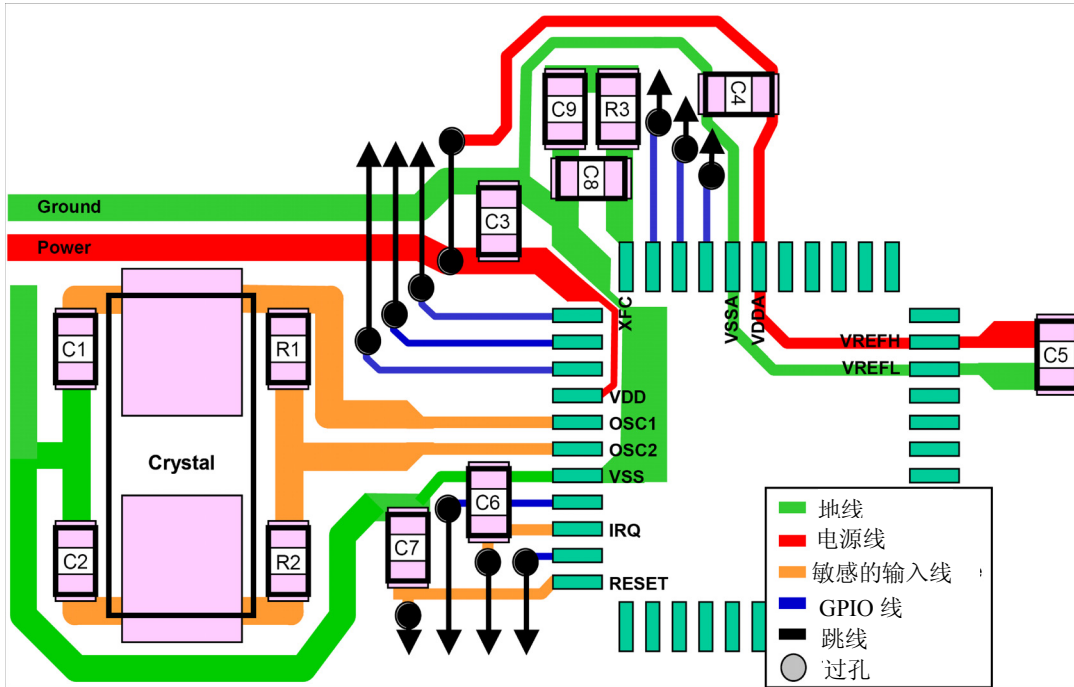 C9
R3
C4
C8
Ground
C3
Power
XFC
VSSA
VDDA
C1
R1
VREFH
VREFL
C5
VDD
OSC1
OSC2
VSS
Crystal
C6
IRQ
C7
RESET
C2
R2
地线
电源线
敏感的输入线 e
GPIO 线
跳线
过孔